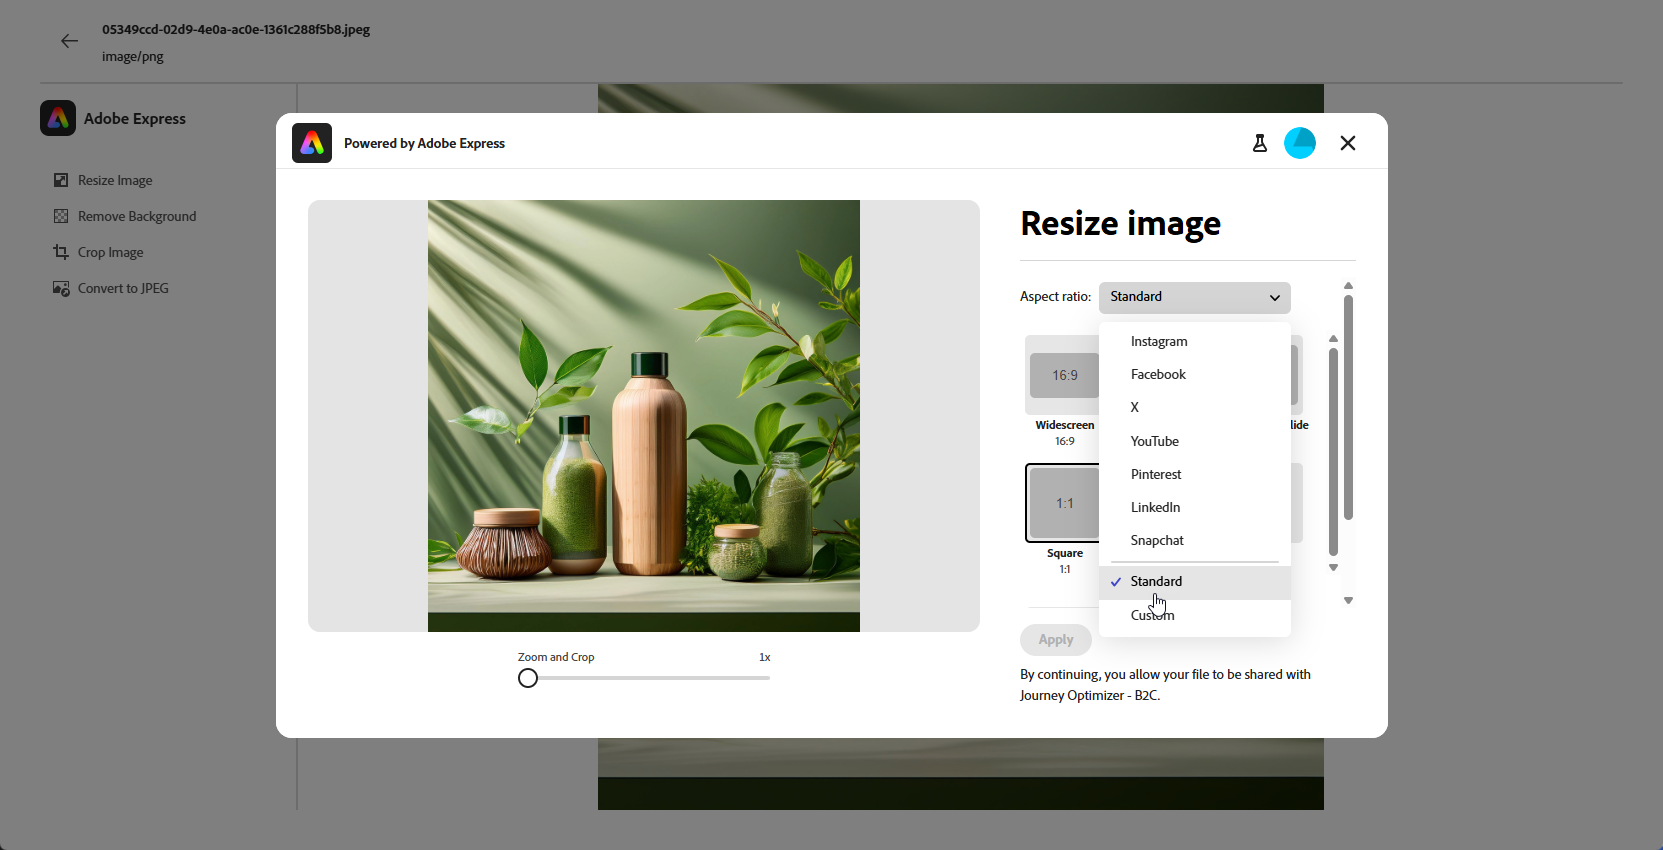 05349ccd-02d9-4e0a-ac0e-1361c288f5b8.jpeg
image/png
Adobe Express
Resize Image
Remove Background
Crop Image
Convert to JPEG
Powered by Adobe Express
Resize image
Aspect ratio: Standard
Instagram
Facebook
X
YouTube
Pinterest
LinkedIn
Snapchat
Standard
Custom
16:9
Widescreen
16:9
lide
1:1
Square
1:1
Apply
By continuing, you allow your file to be shared with
Journey Optimizer - B2C.
Zoom and Crop 1x